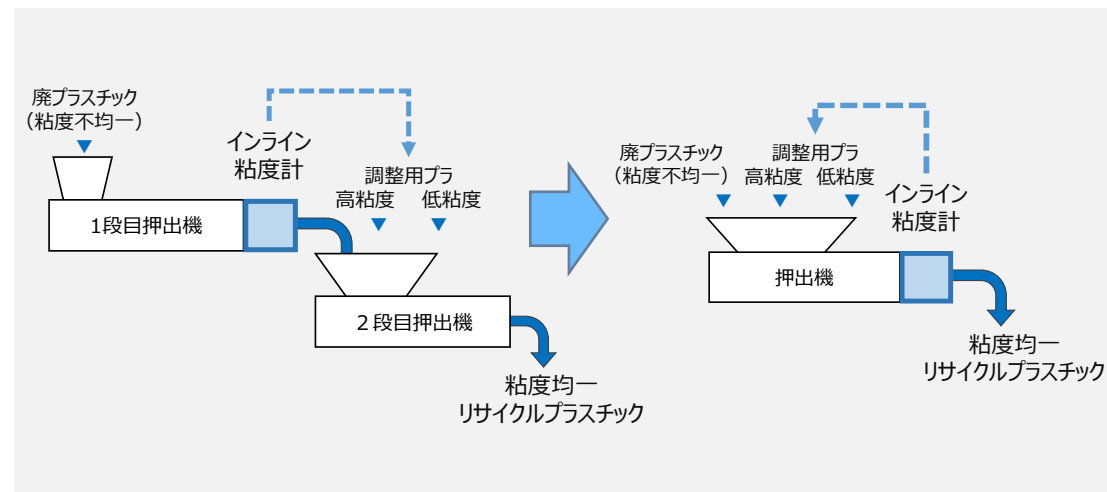 廃プラスチック
（粘度不均一）
インライン
粘度計
調整用プラ
高粘度 低粘度
1段目押出機
２段目押出機
粘度均一
リサイクルプラスチック
廃プラスチック
（粘度不均一）
調整用プラ
高粘度 低粘度
インライン
粘度計
押出機
粘度均一
リサイクルプラスチック